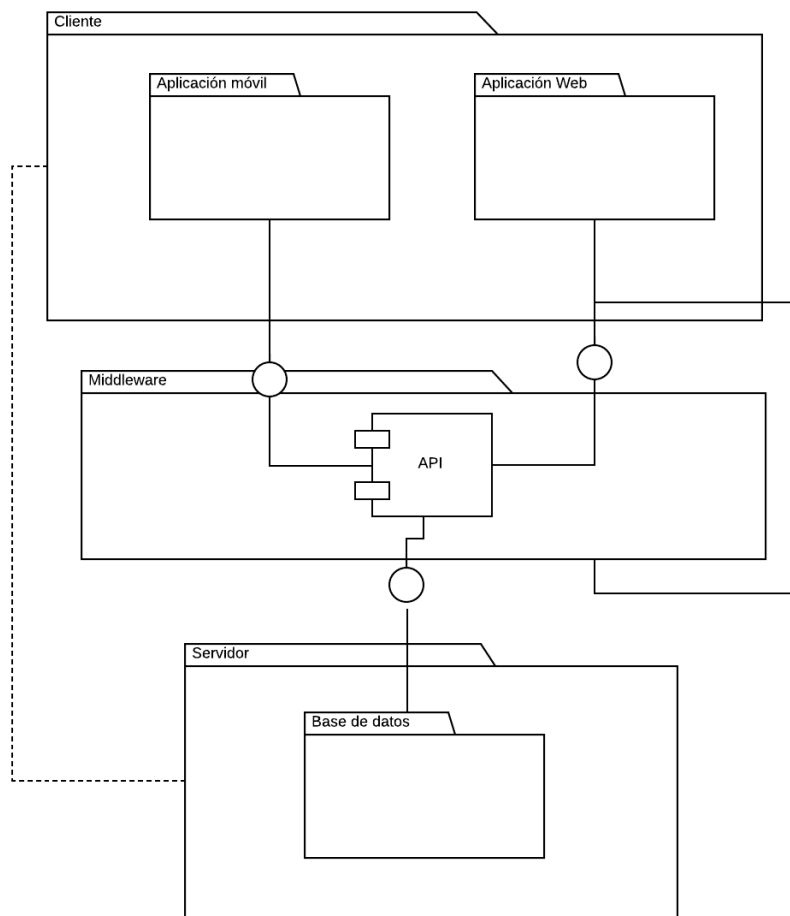 Cliente
Aplicación móvil
Aplicación Web
Middleware
API
Servidor
Base de datos